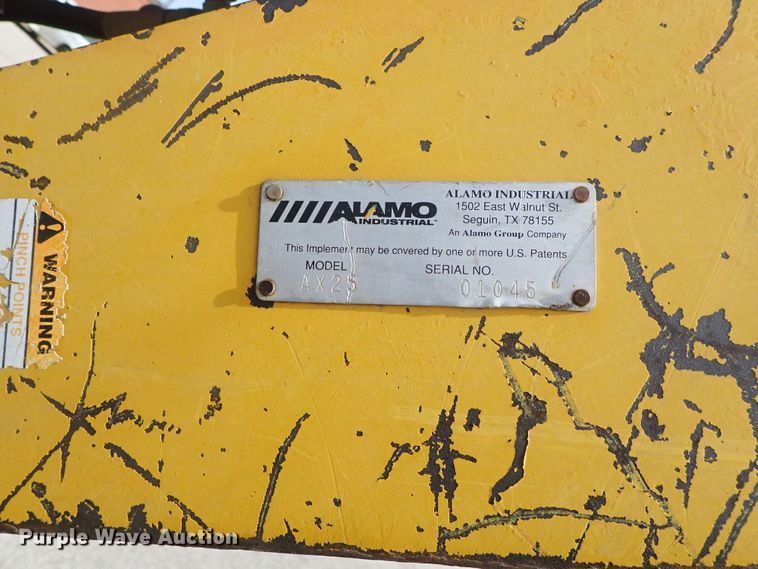 ALAMO INDUSTRIAL
1502 East Walnut St.
Seguin, TX 78155
An Alamo Group Company
ALAMO
INDUSTRIAL
This Implement may be covered by one or more U.S. Patents
MODEL SERIAL NO.
AX25 01045
WARNING
PINCH POINTS
Purple Wave Auction